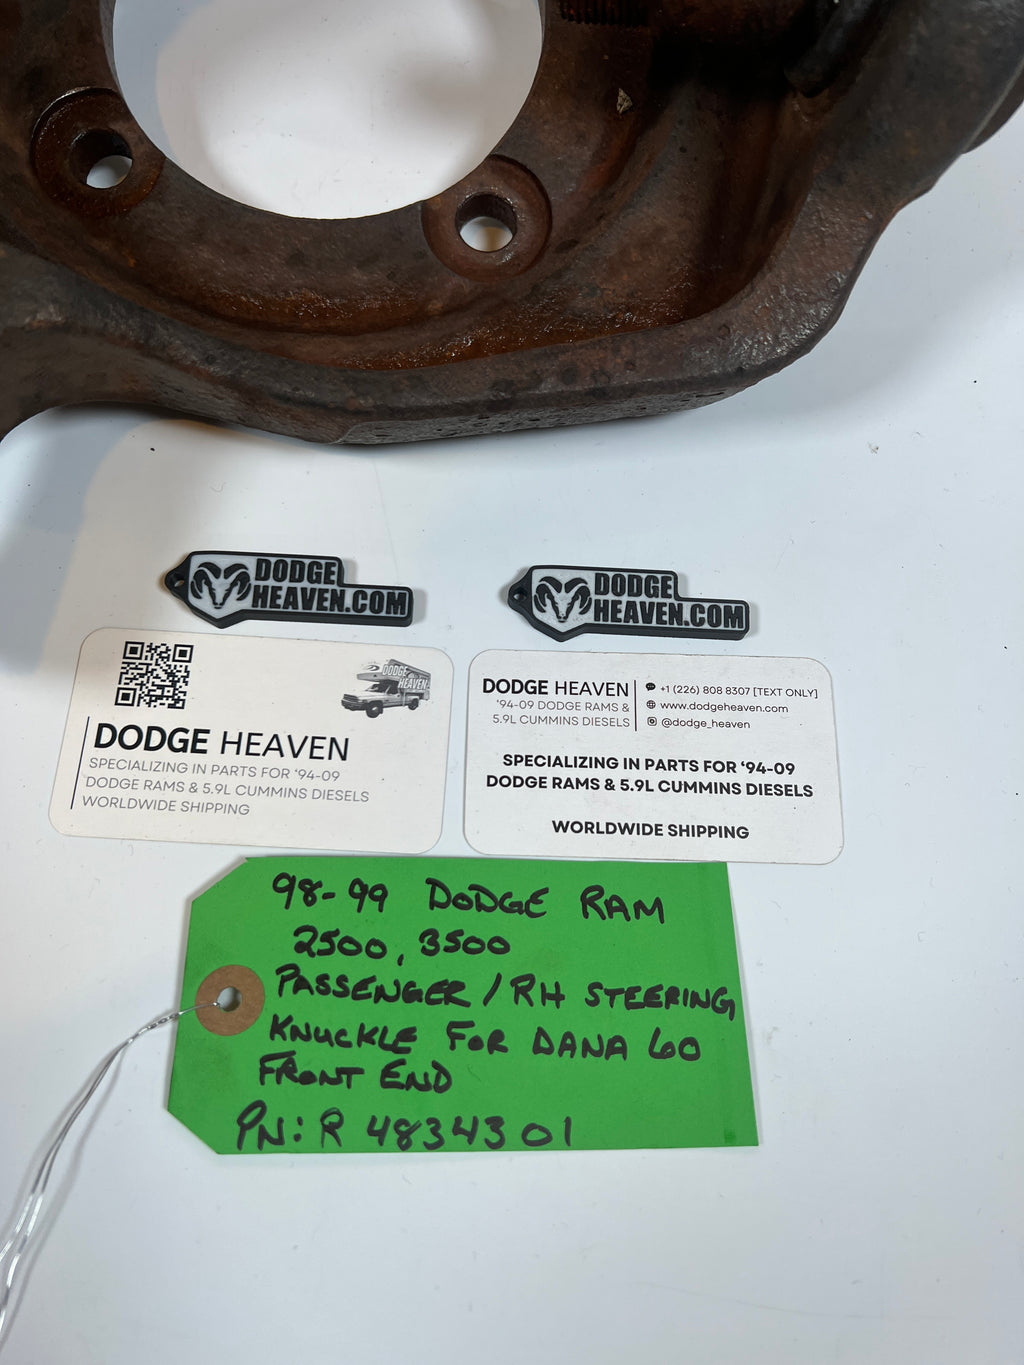 DODGE
HEAVEN.COM
DODGE
HEAVEN.COM
DODGE
HEAVEN
DODGE HEAVEN
SPECIALIZING IN PARTS FOR '94-09
DODGE RAMS & 5.9L CUMMINS DIESELS
WORLDWIDE SHIPPING
DODGE HEAVEN
'94-09 DODGE RAMS &
5.9L CUMMINS DIESELS
+1 (226) 808 8307 [TEXT ONLY]
www.dodgeheaven.com
@dodge_heaven
SPECIALIZING IN PARTS FOR '94-09
DODGE RAMS & 5.9L CUMMINS DIESELS
WORLDWIDE SHIPPING
98-99 DODGE RAM
2500, 3500
PASSENGER / RH STEERING
KNUCKLE FOR DANA 60
FRONT END
PN: R 4834301